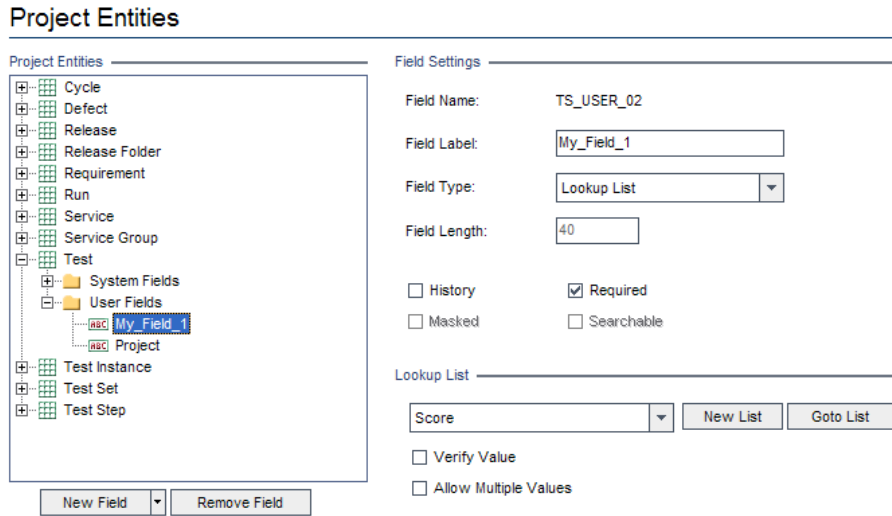 Project Entities
Project Entities
Cycle
Defect
Release
Release Folder
Requirement
Run
Service
Service Group
Test
System Fields
User Fields
ABC My_Field_1
ABC Project
Test Instance
Test Set
Test Step
New Field
Remove Field
Field Settings
Field Name: TS_USER_02
Field Label: My_Field_1
Field Type: Lookup List
Field Length: 40
History Required
Masked Searchable
Lookup List
Score New List Goto List
Verify Value
Allow Multiple Values